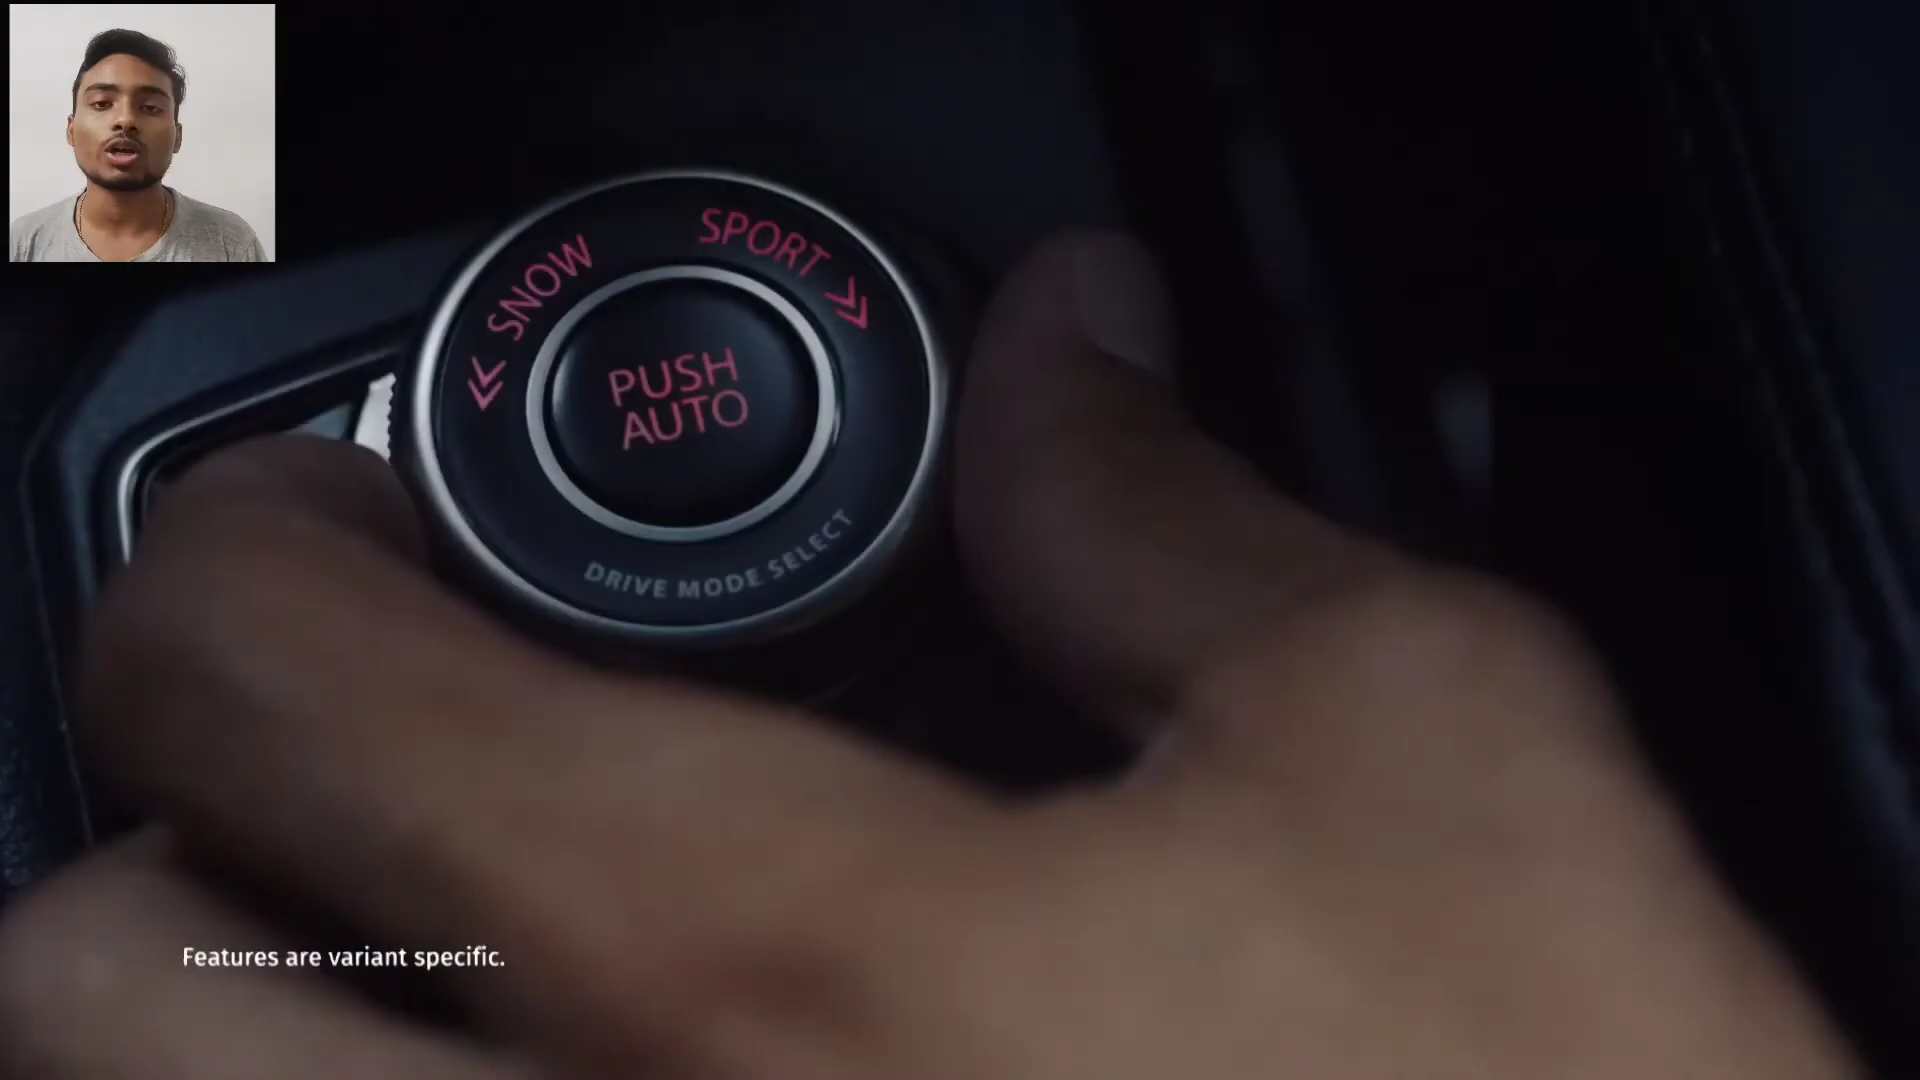 SNOW
SPORT
PUSH
AUTO
DRIVE MODE SELECT
Features are variant specific.